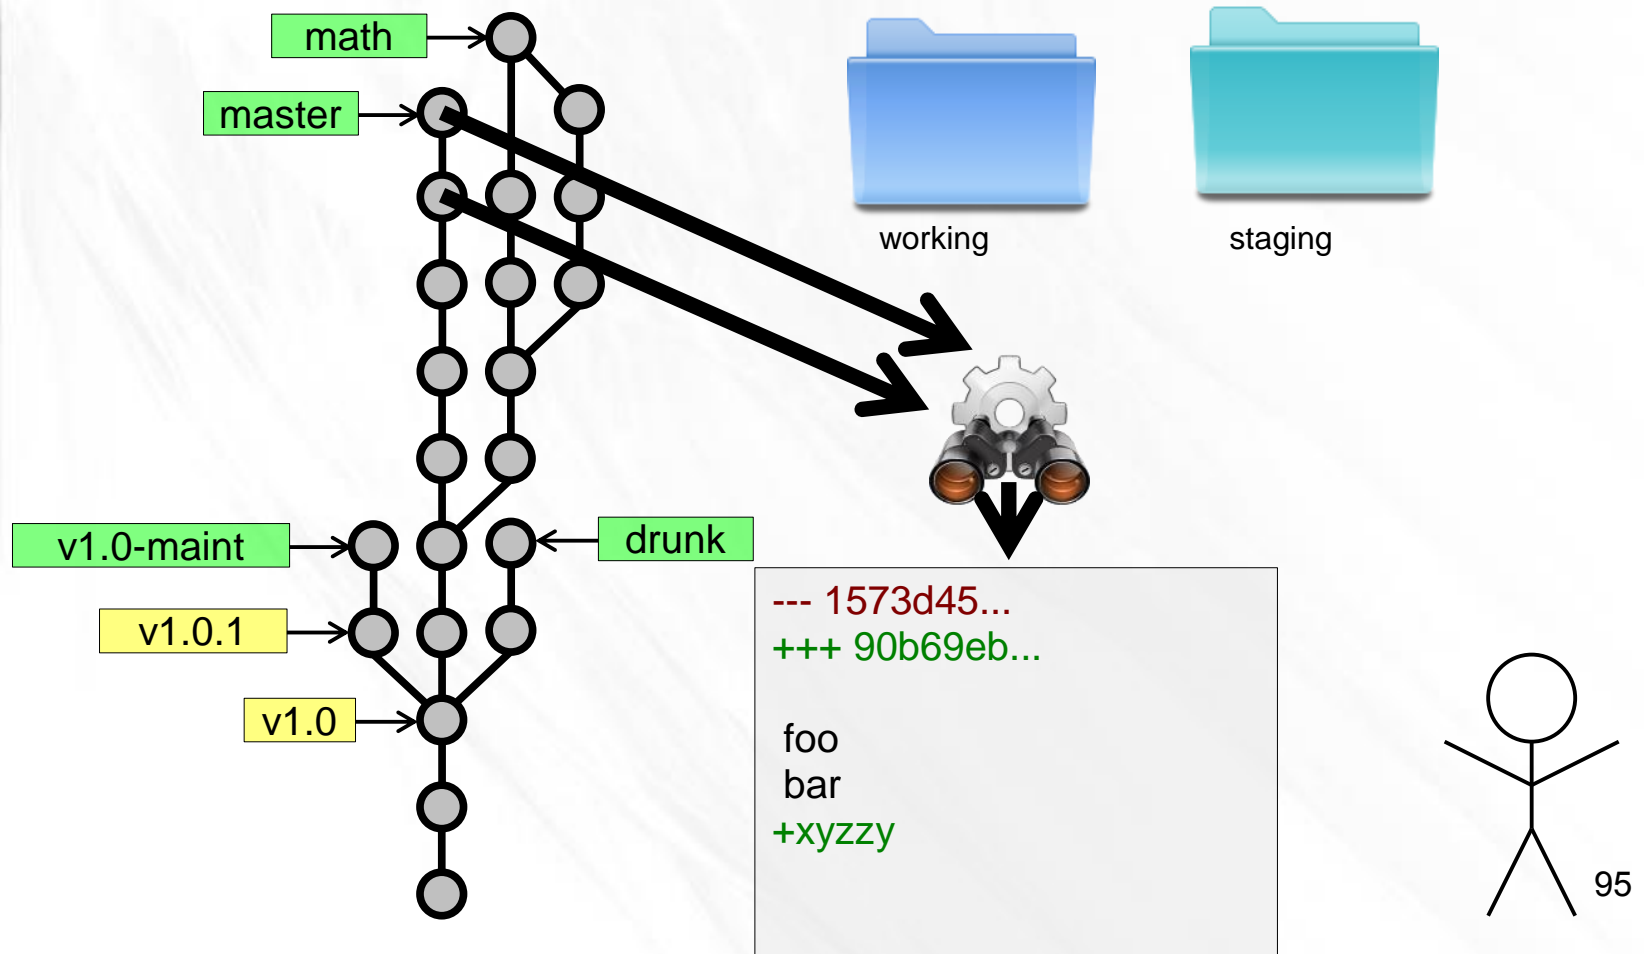 math
master
working
staging
v1.0-maint
drunk
--- 1573d45...
+++ 90b69eb...
v1.0.1
v1.0
foo
bar
+xyzzy
95